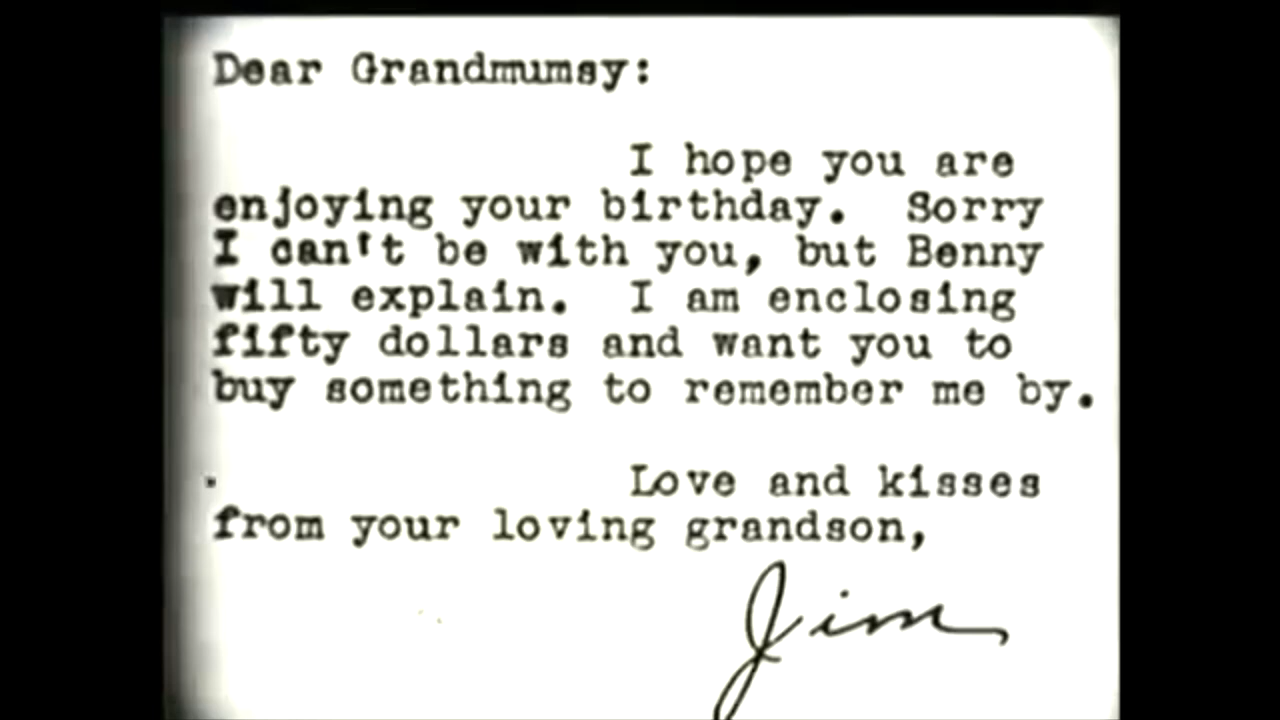 Dear Grandmumsy:
I hope you are
enjoying your birthday. Sorry
I can't be with you, but Benny
will explain. I am enclosing
fifty dollars and want you to
buy something to remember me by.
Love and kisses
from your loving grandson,
Jim